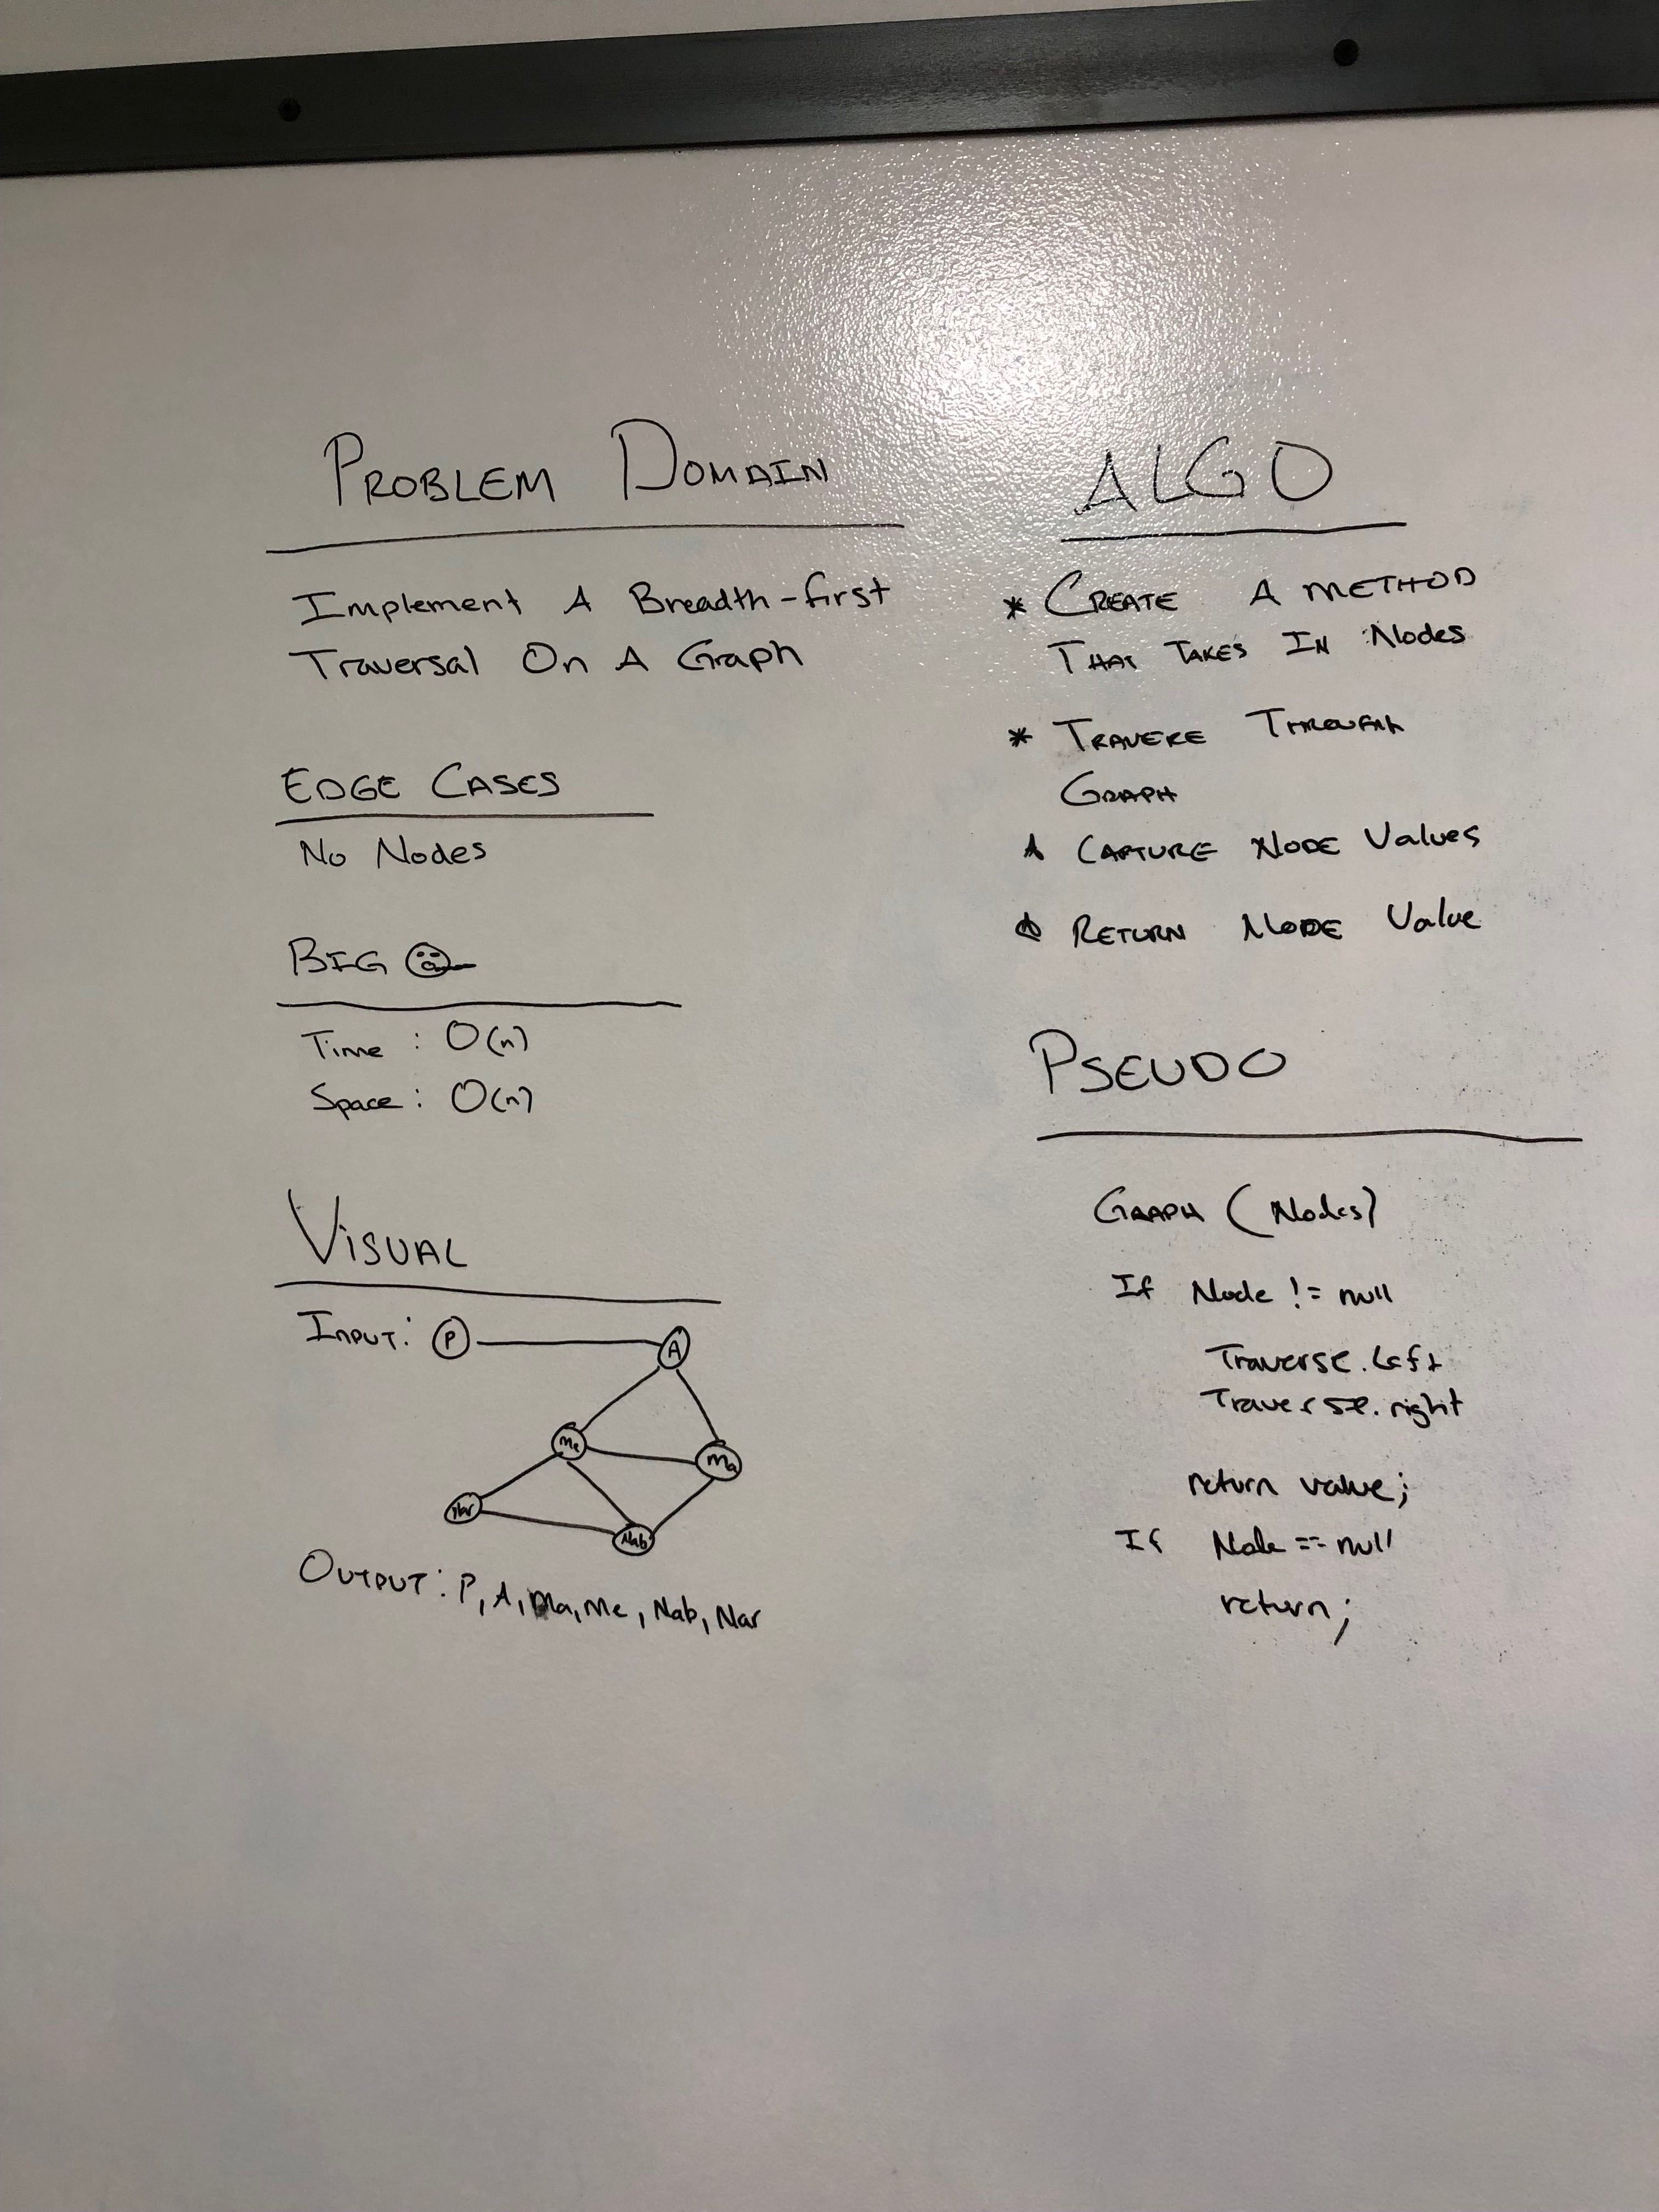 PROBLEM DOMAIN
Implement A Breadth-first
Traversal On A Graph
EDGE CASES
No Nodes
BIG
Time : O(n)
Space : O(n)
VISUAL
INPUT:
P
A
Me
Ma
Nar
Nab
OUTPUT: P, A, Ma, Me, Nab, Nar
ALGO
* CREATE A METHOD
THAT TAKES IN Nodes
* TRAVERE THROUGH
GRAPH
* CAPTURE NODE Values
* RETURN NODE Value
PSEUDO
GRAPH (Nodes)
If Node != null
Traverse.left
Traverse.right
return value;
If Node == null
return;